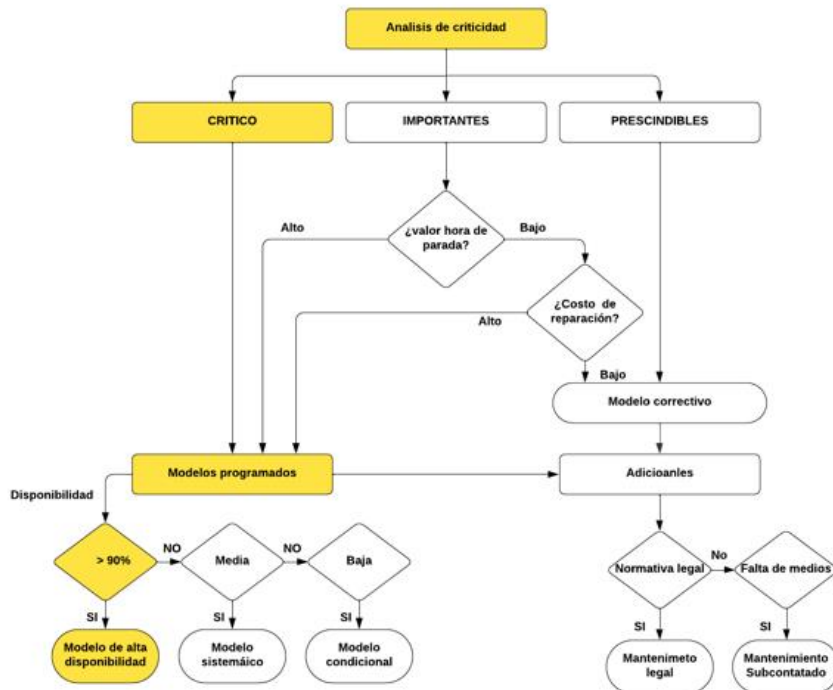 Analisis de criticidad
CRITICO
IMPORTANTES
PRESCINDIBLES
Alto
¿valor hora de
parada?
Bajo
¿Costo de
reparación?
Alto
Bajo
Modelo correctivo
Modelos programados
Adicioanles
Disponibilidad
> 90%
NO
Media
NO
Baja
Normativa legal
No
Falta de medios
SI
SI
SI
SI
SI
Modelo de alta
disponibilidad
Modelo
sistemáico
Modelo
condicional
Mantenimeto
legal
Mantenimiento
Subcontatado